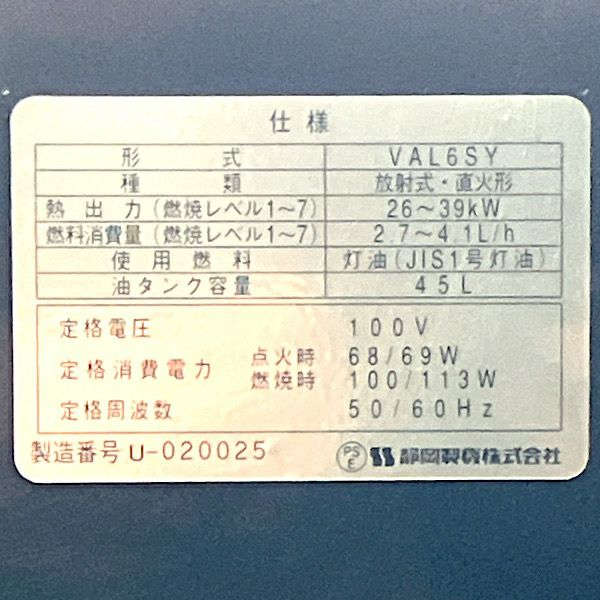 仕様
形式 VAL6SY
種類 放射式・直火形
熱出力(燃焼レベル1〜7) 26〜39kW
燃料消費量(燃焼レベル1〜7) 2.7〜4.1L/h
使用燃料 灯油(JIS1号灯油)
油タンク容量 45L
定格電圧 100V
定格消費電力 点火時 68/69W
燃焼時 100/113W
定格周波数 50/60Hz
製造番号 U-020025 PSE 静岡製機株式会社